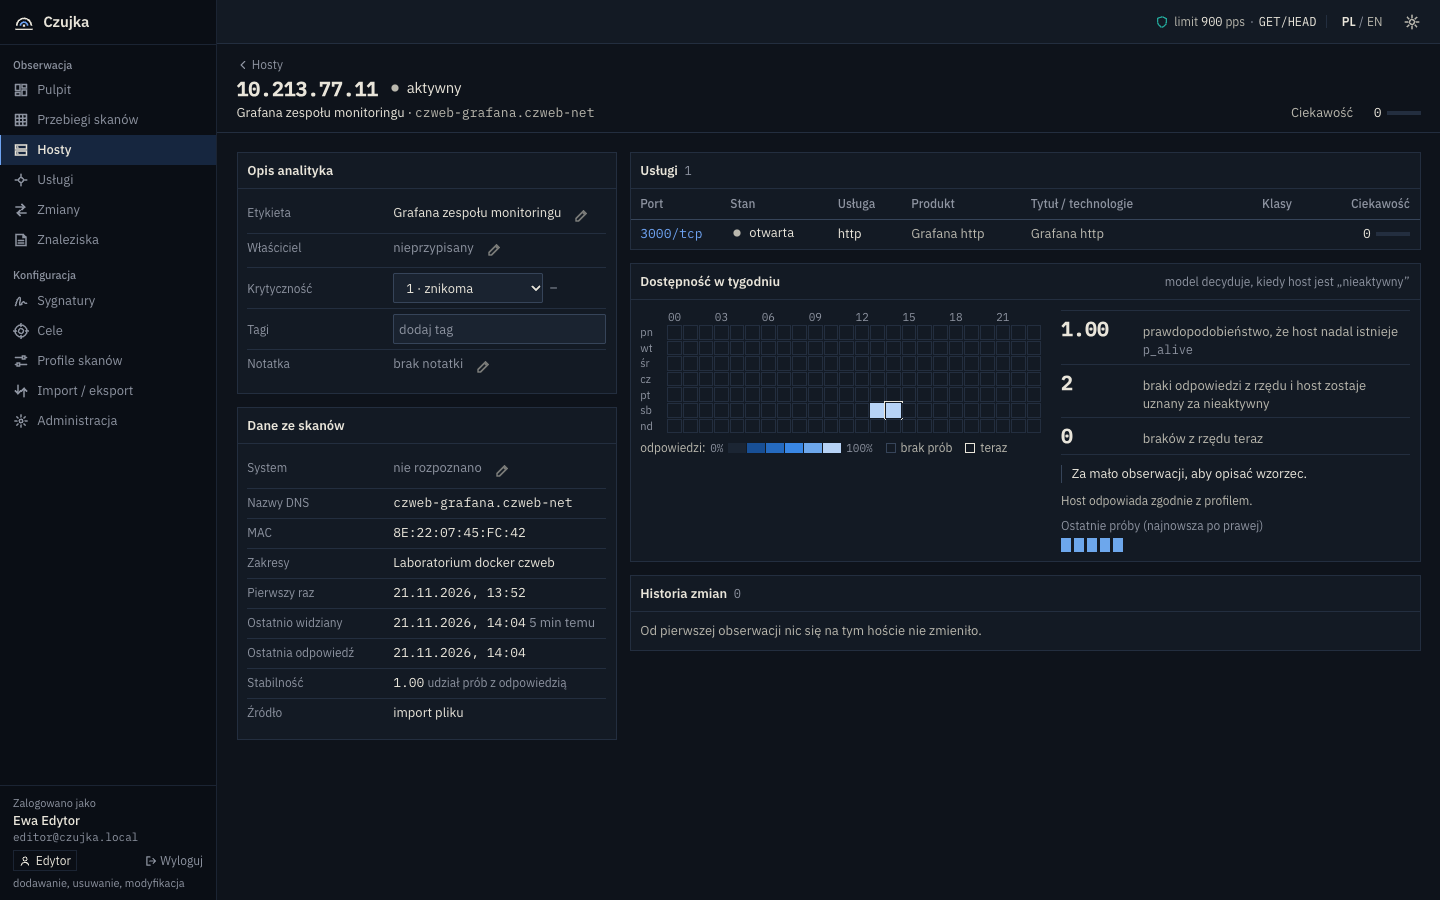 Czujka
limit 900 pps · GET/HEAD
PL / EN
Obserwacja
Pulpit
Przebiegi skanów
Hosty
Usługi
Zmiany
Znaleziska
Konfiguracja
Sygnatury
Cele
Profile skanów
Import / eksport
Administracja
Zalogowano jako
Ewa Edytor
editor@czujka.local
Edytor
Wyloguj
dodawanie, usuwanie, modyfikacja
Hosty
10.213.77.11 aktywny
Grafana zespołu monitoringu · czweb-grafana.czweb-net
Ciekawość 0
Opis analityka
Etykieta Grafana zespołu monitoringu
Właściciel nieprzypisany
Krytyczność 1 · znikoma –
Tagi dodaj tag
Notatka brak notatki
Dane ze skanów
System nie rozpoznano
Nazwy DNS czweb-grafana.czweb-net
MAC 8E:22:07:45:FC:42
Zakresy Laboratorium docker czweb
Pierwszy raz 21.11.2026, 13:52
Ostatnio widziany 21.11.2026, 14:04 5 min temu
Ostatnia odpowiedź 21.11.2026, 14:04
Stabilność 1.00 udział prób z odpowiedzią
Źródło import pliku
Usługi 1
Port Stan Usługa Produkt Tytuł / technologie Klasy Ciekawość
3000/tcp otwarta http Grafana http Grafana http 0
Dostępność w tygodniu
model decyduje, kiedy host jest „nieaktywny”
00 03 06 09 12 15 18 21
pn
wt
śr
cz
pt
sb
nd
odpowiedzi: 0% 100% brak prób teraz
1.00 prawdopodobieństwo, że host nadal istnieje
p_alive
2 braki odpowiedzi z rzędu i host zostaje
uznany za nieaktywny
0 braków z rzędu teraz
Za mało obserwacji, aby opisać wzorzec.
Host odpowiada zgodnie z profilem.
Ostatnie próby (najnowsza po prawej)
Historia zmian 0
Od pierwszej obserwacji nic się na tym hoście nie zmieniło.